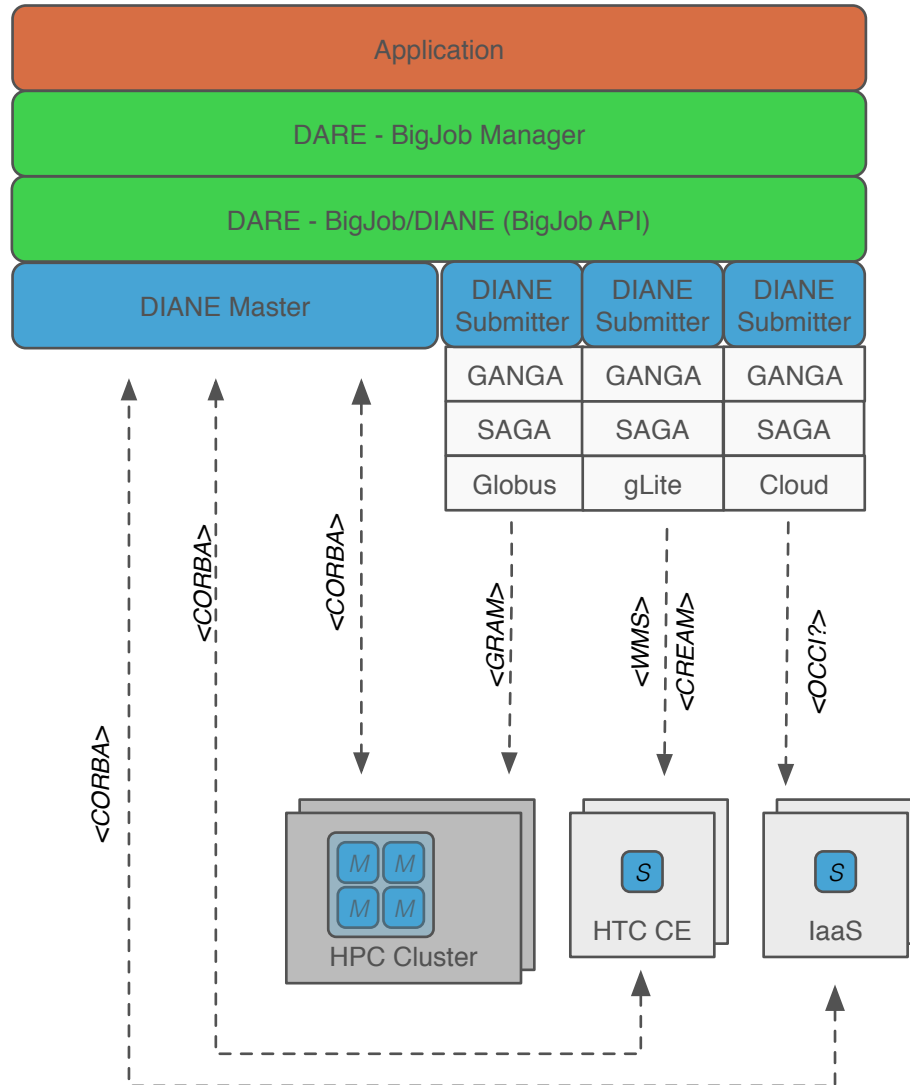 Application
DARE - BigJob Manager
DARE - BigJob/DIANE (BigJob API)
DIANE Master
DIANE
Submitter
DIANE
Submitter
DIANE
Submitter
GANGA
GANGA
GANGA
SAGA
SAGA
SAGA
Globus
gLite
Cloud
<CORBA>
<CORBA>
<CORBA>
<GRAM>
<WMS>
<CREAM>
<OCCI?>
M
M
M
M
HPC Cluster
S
HTC CE
S
IaaS